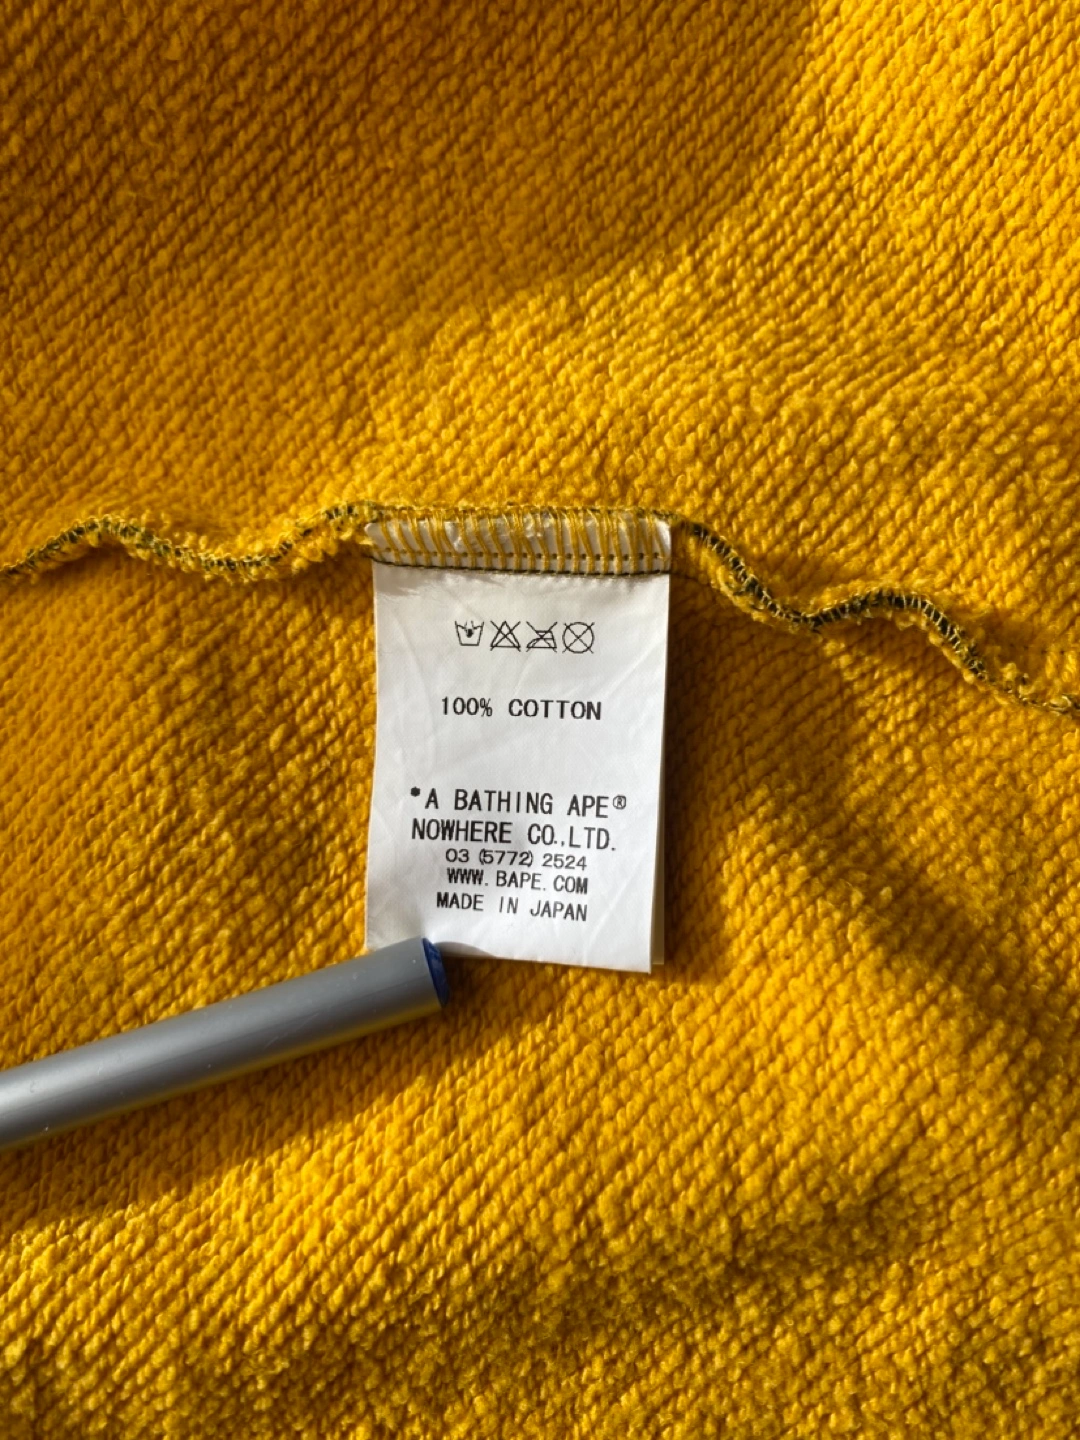 100% COTTON
*A BATHING APE®
NOWHERE CO.,LTD.
03 (5772) 2524
WWW.BAPE.COM
MADE IN JAPAN